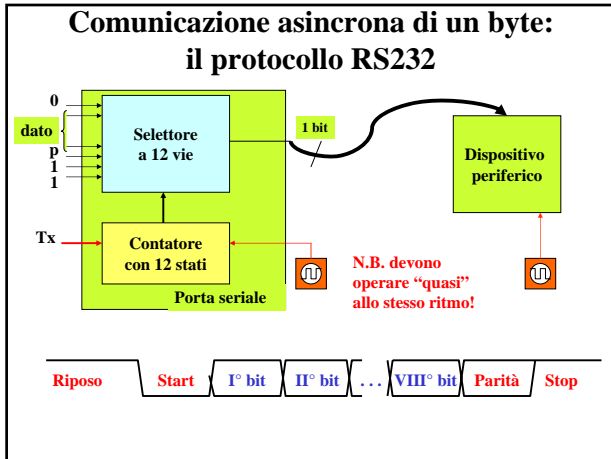 Comunicazione asincrona di un byte:
il protocollo RS232
0
dato
p
1
1
Selettore
a 12 vie
1 bit
Dispositivo
periferico
Tx
Contatore
con 12 stati
Porta seriale
N.B. devono
operare “quasi”
allo stesso ritmo!
Riposo Start I° bit II° bit . . . VIII° bit Parità Stop